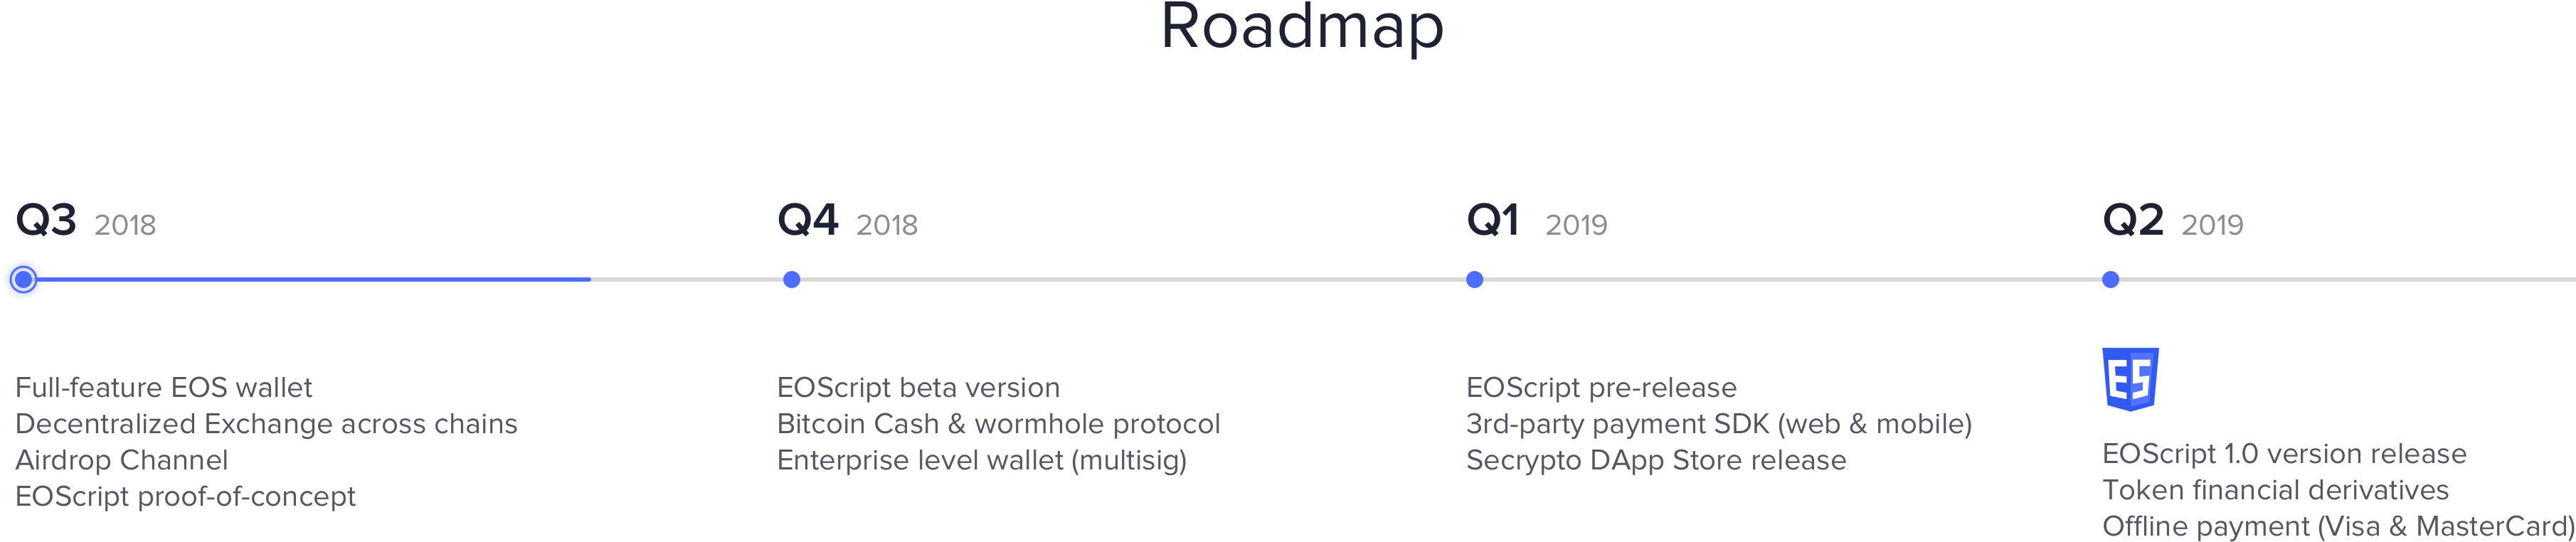 Roadmap
Q3 2018
Q4 2018
Q1 2019
Q2 2019
Full-feature EOS wallet
Decentralized Exchange across chains
Airdrop Channel
EOScript proof-of-concept
EOScript beta version
Bitcoin Cash & wormhole protocol
Enterprise level wallet (multisig)
EOScript pre-release
3rd-party payment SDK (web & mobile)
Secrypto DApp Store release
ES
EOScript 1.0 version release
Token financial derivatives
Offline payment (Visa & MasterCard)